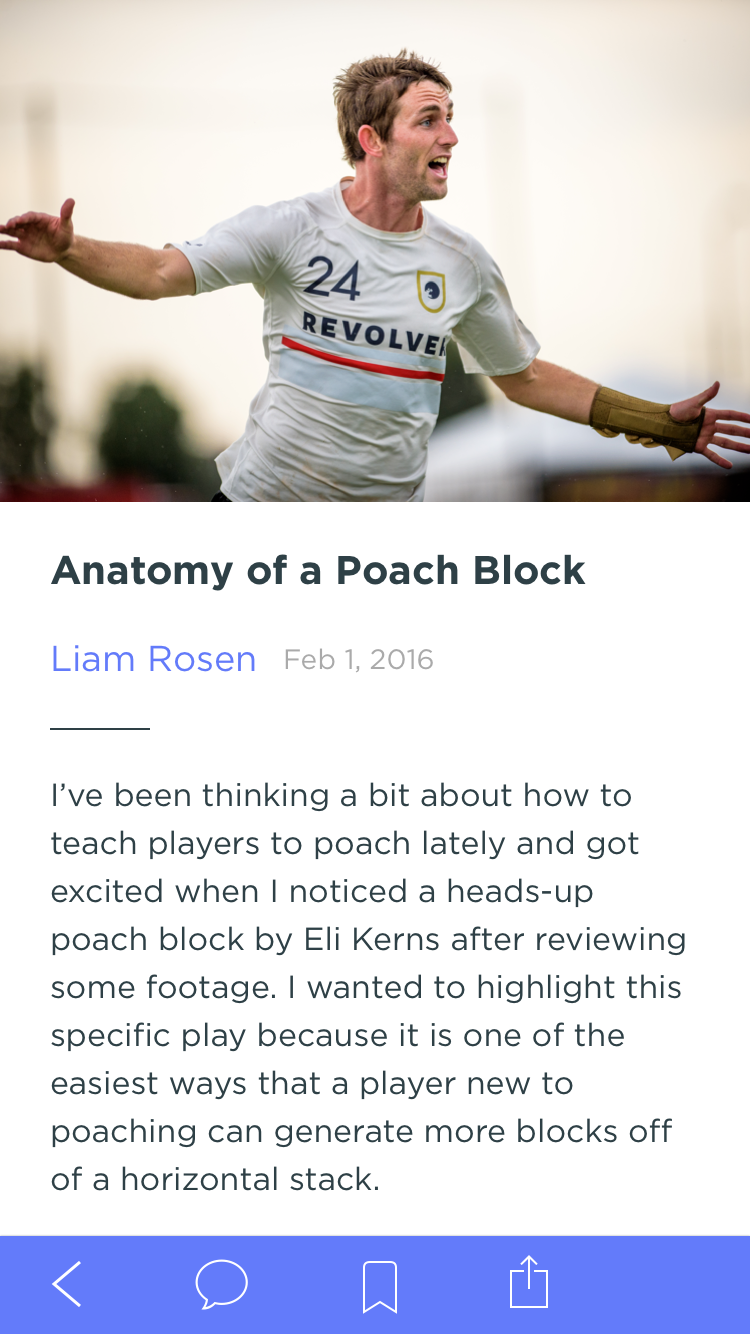 24
REVOLVER
Anatomy of a Poach Block
Liam Rosen Feb 1, 2016
I’ve been thinking a bit about how to
teach players to poach lately and got
excited when I noticed a heads-up
poach block by Eli Kerns after reviewing
some footage. I wanted to highlight this
specific play because it is one of the
easiest ways that a player new to
poaching can generate more blocks off
of a horizontal stack.